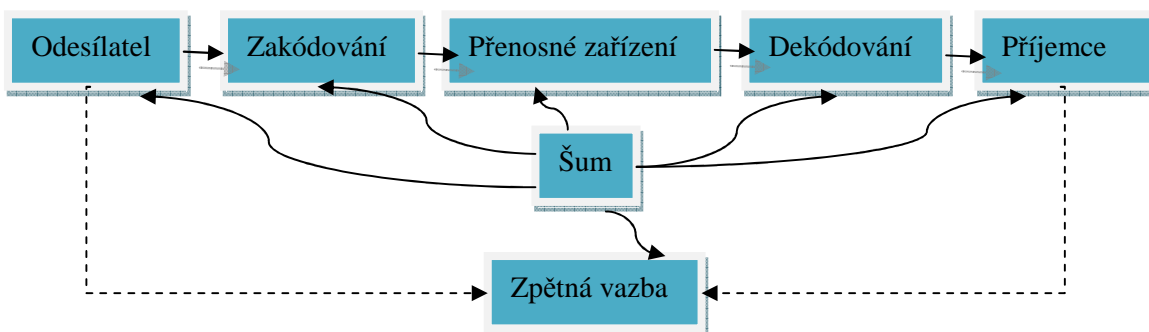 Odesílatel
Zakódování
Přenosné zařízení
Dekódování
Příjemce
Šum
Zpětná vazba